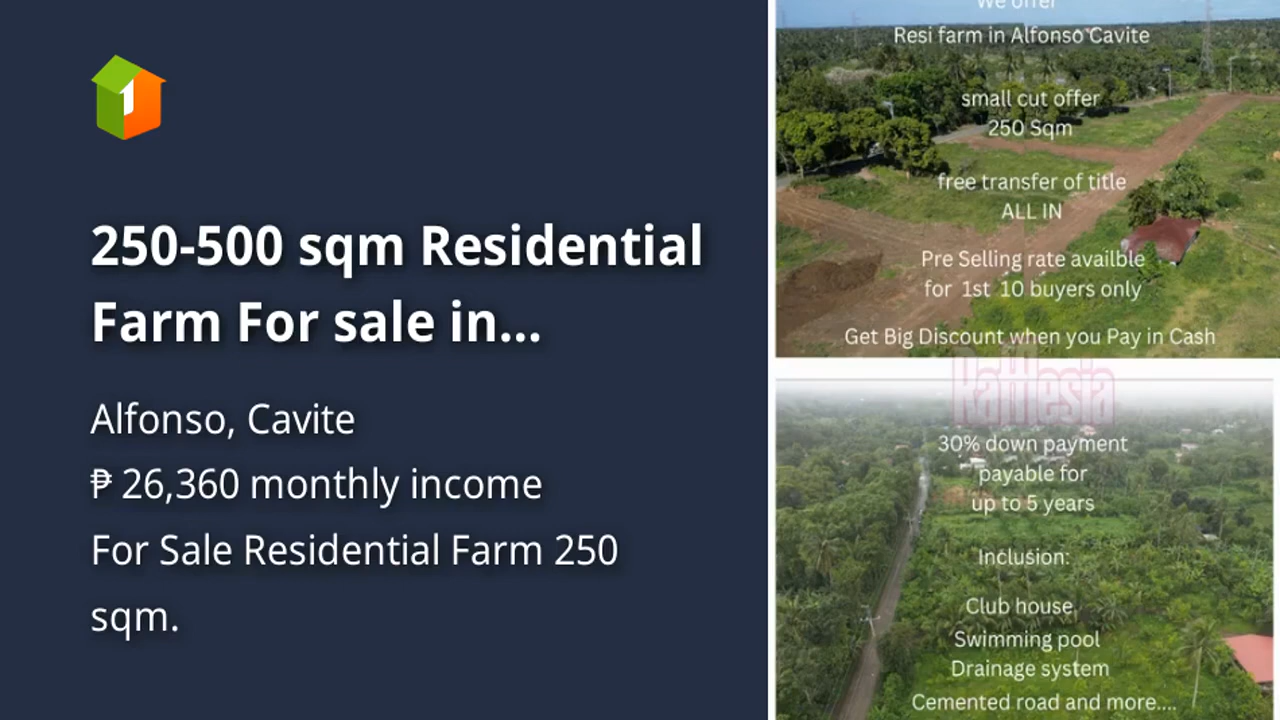 250-500 sqm Residential
Farm For sale in...
Alfonso, Cavite
₱ 26,360 monthly income
For Sale Residential Farm 250
sqm.
We offer
Resi farm in Alfonso Cavite
small cut offer
250 Sqm
free transfer of title
ALL IN
Pre Selling rate availble
for 1st 10 buyers only
Get Big Discount when you Pay in Cash
Rafflesia
30% down payment
payable for
up to 5 years
Inclusion:
Club house
Swimming pool
Drainage system
Cemented road and more....